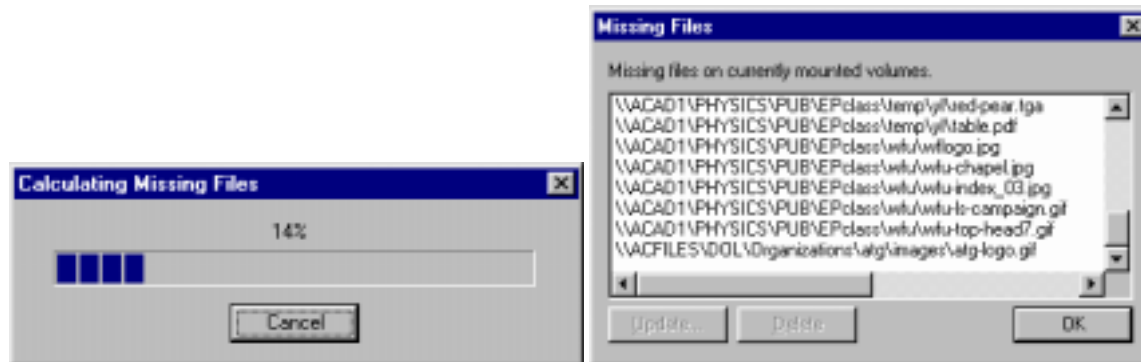 Calculating Missing Files
14%
Cancel
Missing Files
Missing files on currently mounted volumes.
\\ACAD1\PHYSICS\PUB\EPclass\temp\yl\red-pear.tga
\\ACAD1\PHYSICS\PUB\EPclass\temp\yl\table.pdf
\\ACAD1\PHYSICS\PUB\EPclass\wfu\wflogo.jpg
\\ACAD1\PHYSICS\PUB\EPclass\wfu\wfu-chapel.jpg
\\ACAD1\PHYSICS\PUB\EPclass\wfu\wfu-index_03.jpg
\\ACAD1\PHYSICS\PUB\EPclass\wfu\wfu-ls-campaign.gif
\\ACAD1\PHYSICS\PUB\EPclass\wfu\wfu-top-head7.gif
\\ACFILES\DOL\Organizations\atg\images\atg-logo.gif
Update... Delete OK